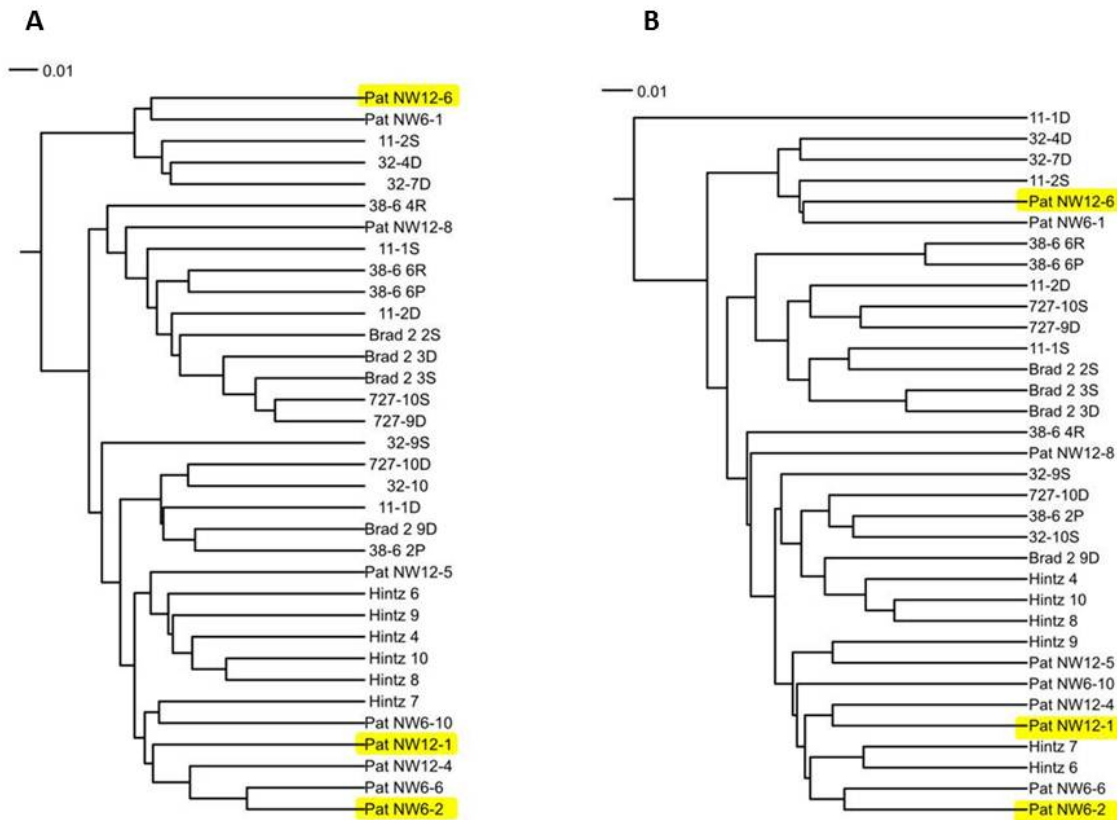 A
0.01
Pat NW12-6
Pat NW6-1
11-2S
32-4D
32-7D
38-6 4R
Pat NW12-8
11-1S
38-6 6R
38-6 6P
11-2D
Brad 2 2S
Brad 2 3D
Brad 2 3S
727-10S
727-9D
32-9S
727-10D
32-10
11-1D
Brad 2 9D
38-6 2P
Pat NW12-5
Hintz 6
Hintz 9
Hintz 4
Hintz 10
Hintz 8
Hintz 7
Pat NW6-10
Pat NW12-1
Pat NW12-4
Pat NW6-6
Pat NW6-2
B
0.01
11-1D
32-4D
32-7D
11-2S
Pat NW12-6
Pat NW6-1
38-6 6R
38-6 6P
11-2D
727-10S
727-9D
11-1S
Brad 2 2S
Brad 2 3S
Brad 2 3D
38-6 4R
Pat NW12-8
32-9S
727-10D
38-6 2P
32-10S
Brad 2 9D
Hintz 4
Hintz 10
Hintz 8
Hintz 9
Pat NW12-5
Pat NW6-10
Pat NW12-4
Pat NW12-1
Hintz 7
Hintz 6
Pat NW6-6
Pat NW6-2